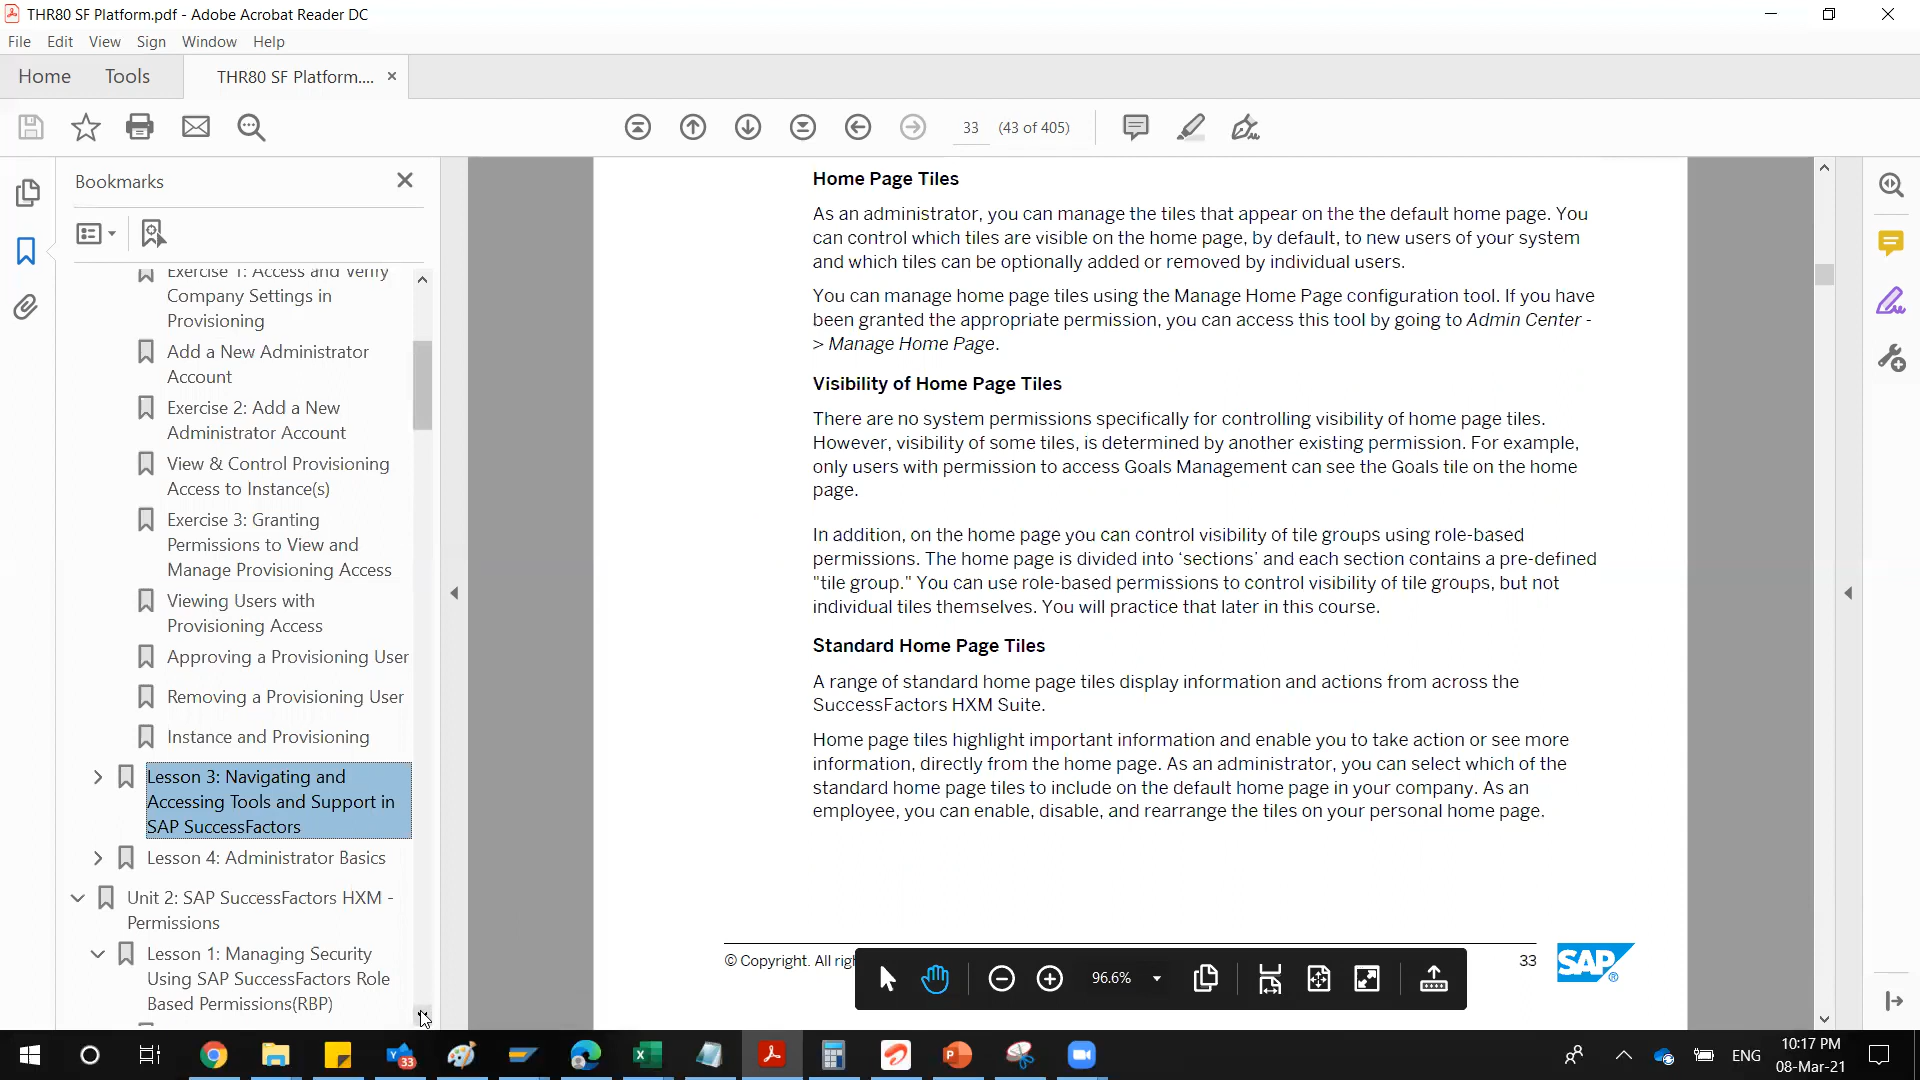 THR80 SF Platform.pdf - Adobe Acrobat Reader DC
File Edit View Sign Window Help
Home Tools THR80 SF Platform.... ×
33 (43 of 405)
Bookmarks
Exercise 1: Access and Verify
Company Settings in
Provisioning
Add a New Administrator
Account
Exercise 2: Add a New
Administrator Account
View & Control Provisioning
Access to Instance(s)
Exercise 3: Granting
Permissions to View and
Manage Provisioning Access
Viewing Users with
Provisioning Access
Approving a Provisioning User
Removing a Provisioning User
Instance and Provisioning
Lesson 3: Navigating and
Accessing Tools and Support in
SAP SuccessFactors
Lesson 4: Administrator Basics
Unit 2: SAP SuccessFactors HXM -
Permissions
Lesson 1: Managing Security
Using SAP SuccessFactors Role
Based Permissions(RBP)
Home Page Tiles
As an administrator, you can manage the tiles that appear on the the default home page. You
can control which tiles are visible on the home page, by default, to new users of your system
and which tiles can be optionally added or removed by individual users.
You can manage home page tiles using the Manage Home Page configuration tool. If you have
been granted the appropriate permission, you can access this tool by going to Admin Center -
> Manage Home Page.
Visibility of Home Page Tiles
There are no system permissions specifically for controlling visibility of home page tiles.
However, visibility of some tiles, is determined by another existing permission. For example,
only users with permission to access Goals Management can see the Goals tile on the home
page.
In addition, on the home page you can control visibility of tile groups using role-based
permissions. The home page is divided into ‘sections’ and each section contains a pre-defined
"tile group." You can use role-based permissions to control visibility of tile groups, but not
individual tiles themselves. You will practice that later in this course.
Standard Home Page Tiles
A range of standard home page tiles display information and actions from across the
SuccessFactors HXM Suite.
Home page tiles highlight important information and enable you to take action or see more
information, directly from the home page. As an administrator, you can select which of the
standard home page tiles to include on the default home page in your company. As an
employee, you can enable, disable, and rearrange the tiles on your personal home page.
© Copyright. All
33
SAP
96.6%
33
ENG
10:17 PM
08-Mar-21